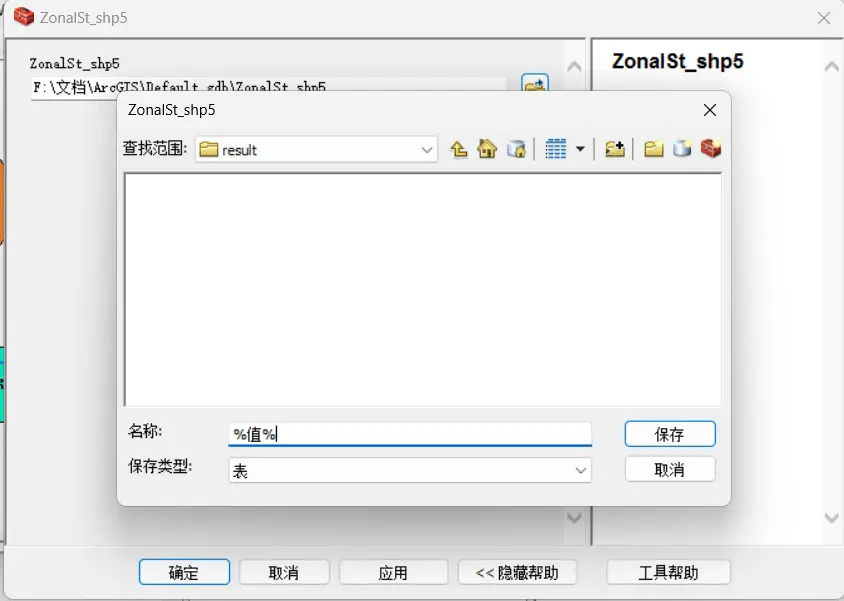 ZonalSt_shp5
ZonalSt_shp5
F:\文档\ArcGIS\Default.gdb\ZonalSt_shp5
ZonalSt_shp5
ZonalSt_shp5
查找范围:
result
名称:
%值%
保存
保存类型:
表
取消
确定
取消
应用
<< 隐藏帮助
工具帮助